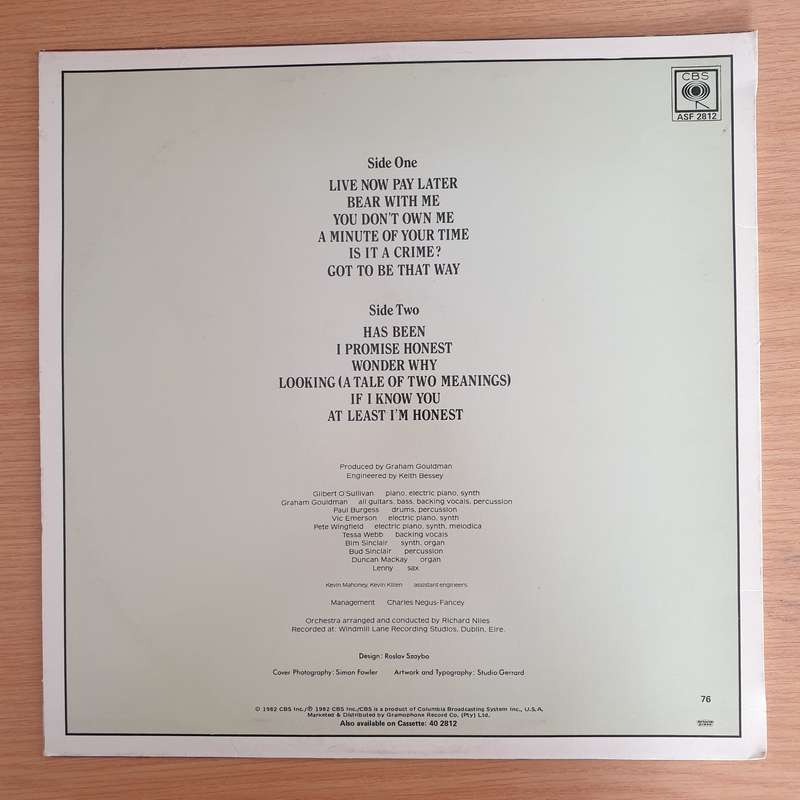 CBS
ASF 2812
Side One
LIVE NOW PAY LATER
BEAR WITH ME
YOU DON'T OWN ME
A MINUTE OF YOUR TIME
IS IT A CRIME?
GOT TO BE THAT WAY
Side Two
HAS BEEN
I PROMISE HONEST
WONDER WHY
LOOKING (A TALE OF TWO MEANINGS)
IF I KNOW YOU
AT LEAST I'M HONEST
Produced by Graham Gouldman
Engineered by Keith Bessey
Gilbert O'Sullivan piano, electric piano, synth
Graham Gouldman all guitars, bass, backing vocals, percussion
Paul Burgess drums, percussion
Vic Emerson electric piano, synth
Pete Wingfield electric piano, synth, melodica
Tessa Webb backing vocals
Bim Sinclair synth, organ
Bud Sinclair percussion
Duncan Mackay organ
Lenny sax
Kevin Mahoney, Kevin Killen assistant engineers
Management Charles Negus-Fancey
Orchestra arranged and conducted by Richard Niles
Recorded at: Windmill Lane Recording Studios, Dublin, Eire.
Design: Roslav Szaybo
Cover Photography: Simon Fowler Artwork and Typography: Studio Gerrard
76
© 1982 CBS Inc./℗ 1982 CBS Inc./CBS is a product of Columbia Broadcasting System Inc., U.S.A.
Marketed & Distributed by Gramophone Record Co. (Pty) Ltd.
Also available on Cassette: 40 2812